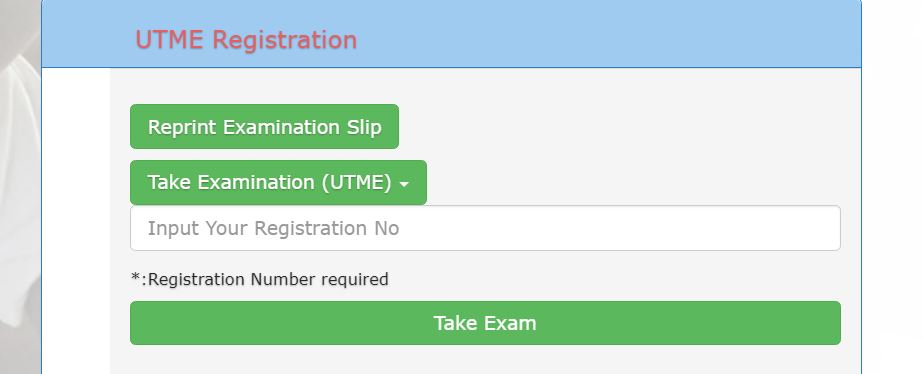 UTME Registration
Reprint Examination Slip
Take Examination (UTME)
Input Your Registration No
*:Registration Number required
Take Exam